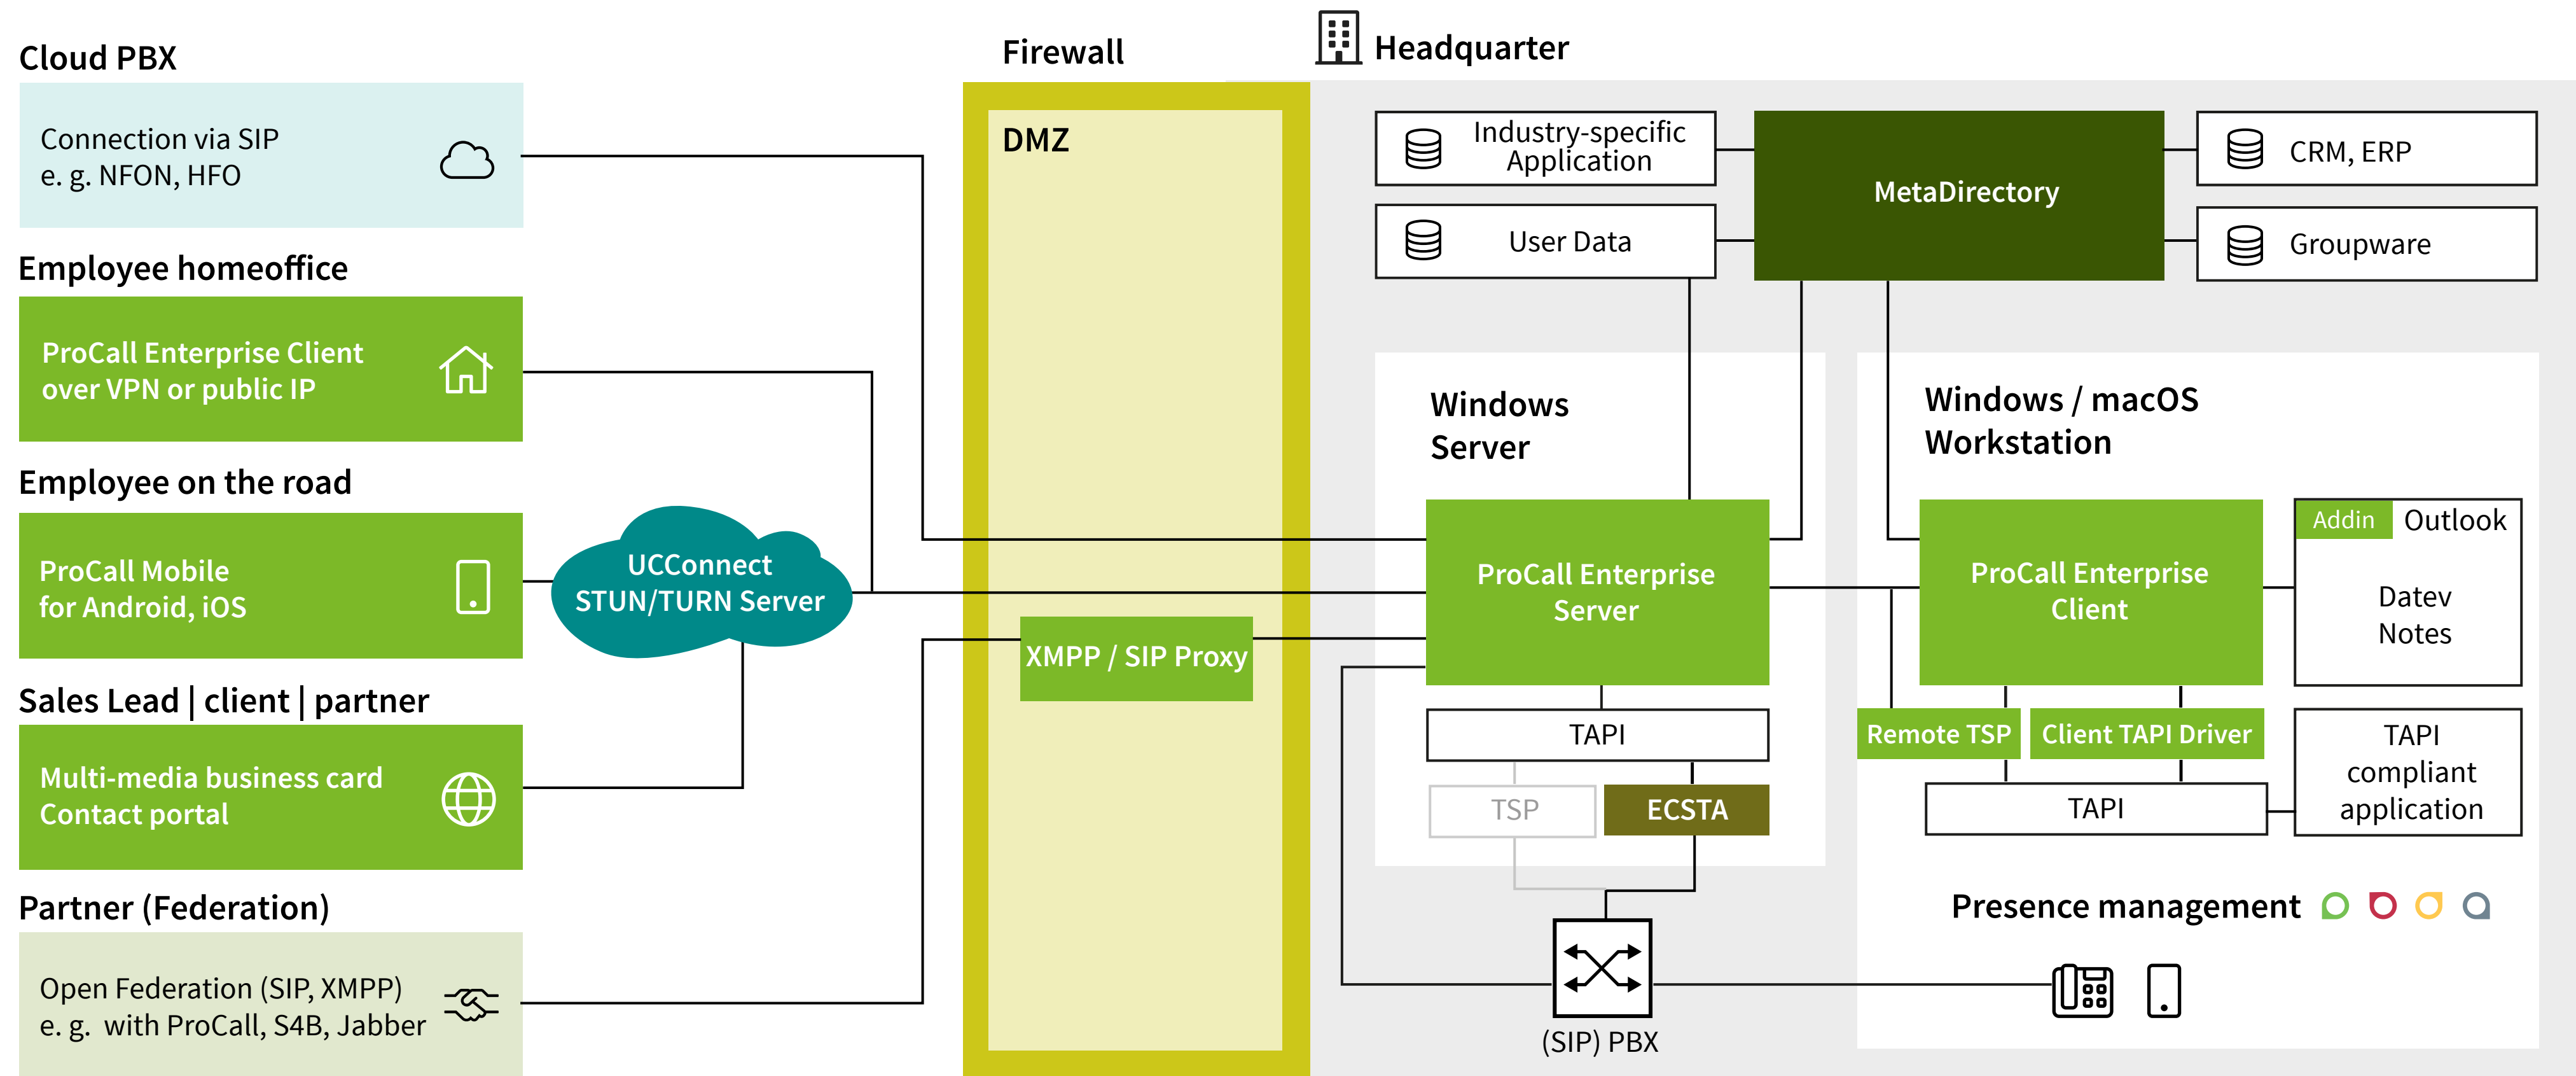 Cloud PBX
Connection via SIP
e. g. NFON, HFO
Employee homeoffice
ProCall Enterprise Client
over VPN or public IP
Employee on the road
ProCall Mobile
for Android, iOS
UCConnect
STUN/TURN Server
Sales Lead | client | partner
Multi-media business card
Contact portal
Partner (Federation)
Open Federation (SIP, XMPP)
e. g. with ProCall, S4B, Jabber
Firewall
DMZ
XMPP / SIP Proxy
Headquarter
Industry-specific
Application
User Data
MetaDirectory
CRM, ERP
Groupware
Windows
Server
ProCall Enterprise
Server
TAPI
TSP
ECSTA
(SIP) PBX
Windows / macOS
Workstation
ProCall Enterprise
Client
Addin
Outlook
Datev
Notes
Remote TSP
Client TAPI Driver
TAPI
TAPI
compliant
application
Presence management